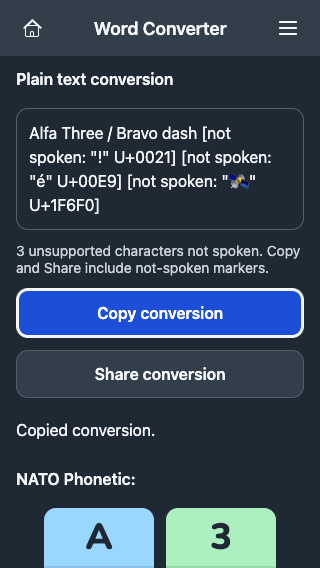 Word Converter
Plain text conversion
Alfa Three / Bravo dash [not
spoken: "!" U+0021] [not spoken:
"é" U+00E9] [not spoken: "🛰"
U+1F6F0]
3 unsupported characters not spoken. Copy
and Share include not-spoken markers.
Copy conversion
Share conversion
Copied conversion.
NATO Phonetic:
A 3